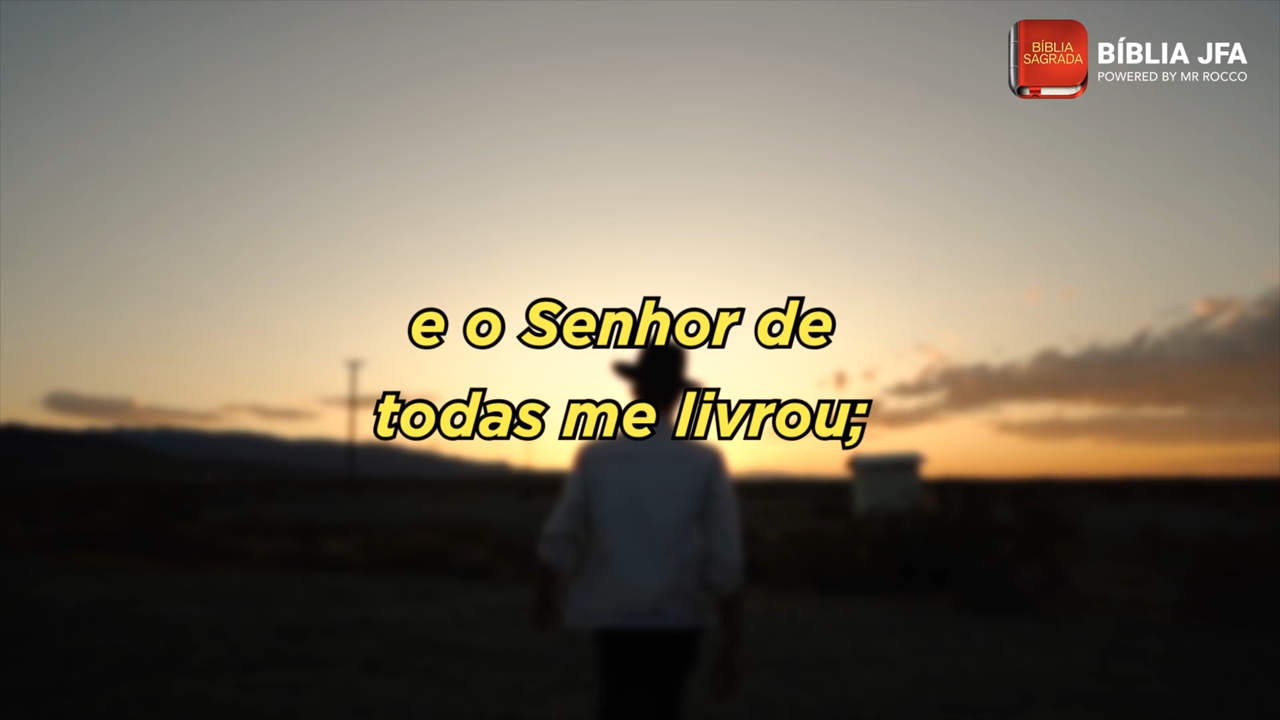 BÍBLIA
SAGRADA
BÍBLIA JFA
POWERED BY MR ROCCO
e o Senhor de
todas me livrou;